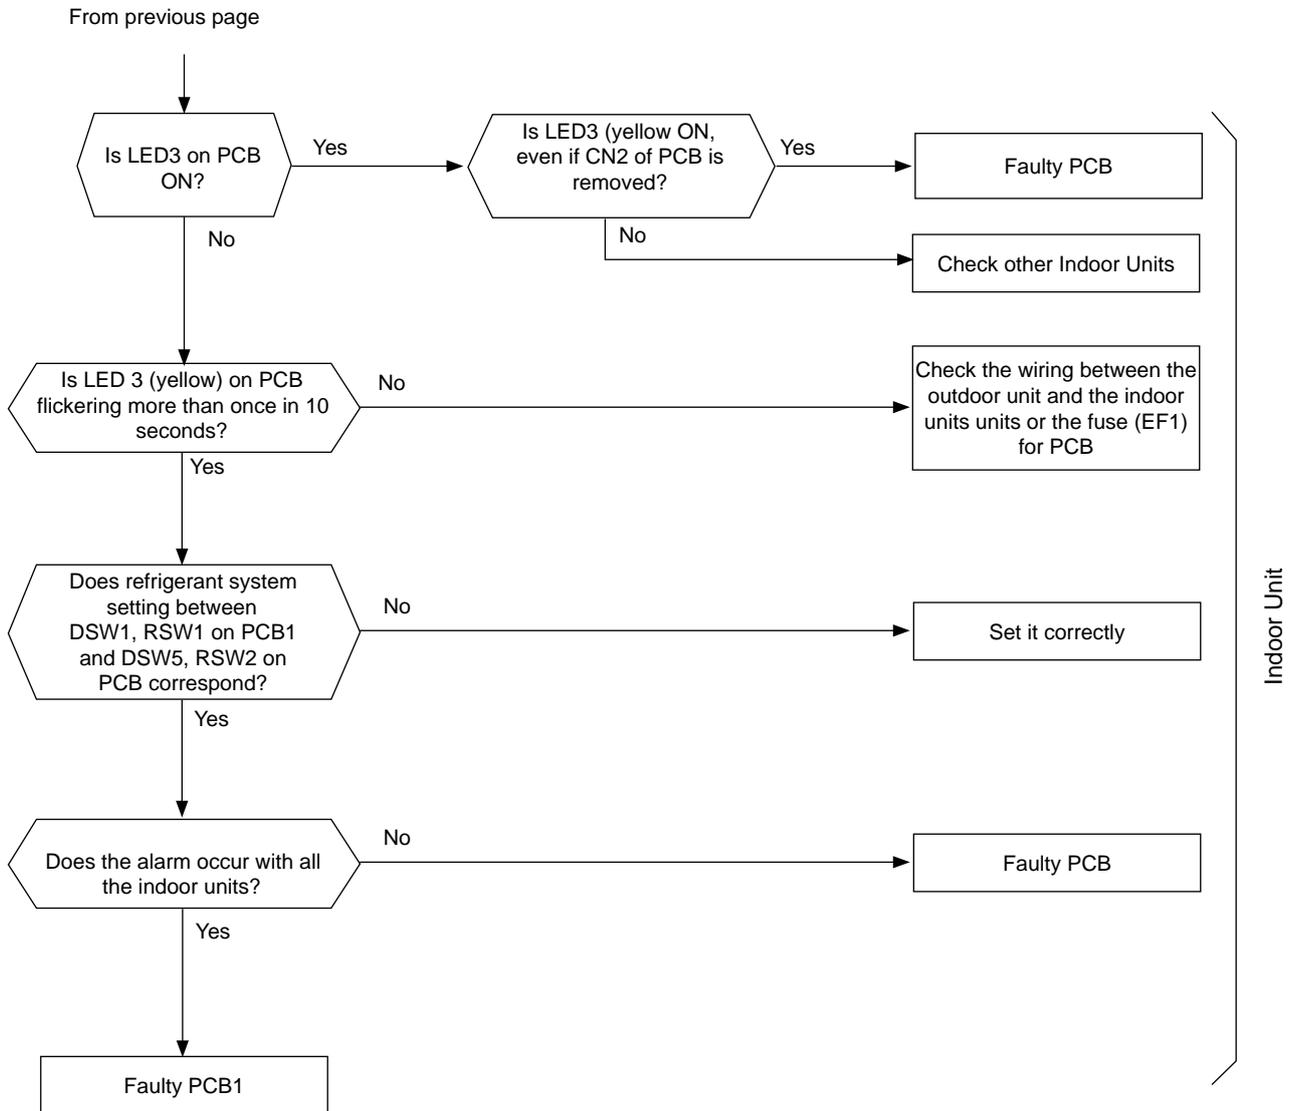 From previous page
Is LED3 on PCB
ON?
Yes
Is LED3 (yellow ON,
even if CN2 of PCB is
removed?
Yes
Faulty PCB
No
No
Check other Indoor Units
Is LED 3 (yellow) on PCB
flickering more than once in 10
seconds?
No
Check the wiring between the
outdoor unit and the indoor
units units or the fuse (EF1)
for PCB
Yes
Does refrigerant system
setting between
DSW1, RSW1 on PCB1
and DSW5, RSW2 on
PCB correspond?
No
Set it correctly
Yes
Does the alarm occur with all
the indoor units?
No
Faulty PCB
Yes
Faulty PCB1
Indoor Unit